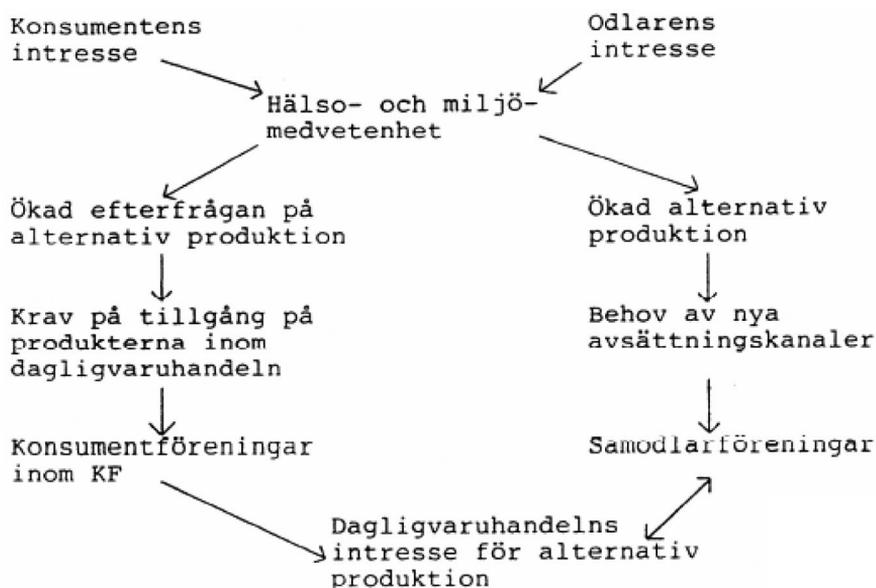 Konsumentens
intresse
Odlarens
intresse
Hälso- och miljö-
medvetenhet
Ökad efterfrågan på
alternativ produktion
Ökad alternativ
produktion
Krav på tillgång på
produkterna inom
dagligvaruhandeln
Behov av nya
avsättningskanaler
Konsumentföreningar
inom KF
Samodlarföreningar
Dagligvaruhandelns
intresse för alternativ
produktion